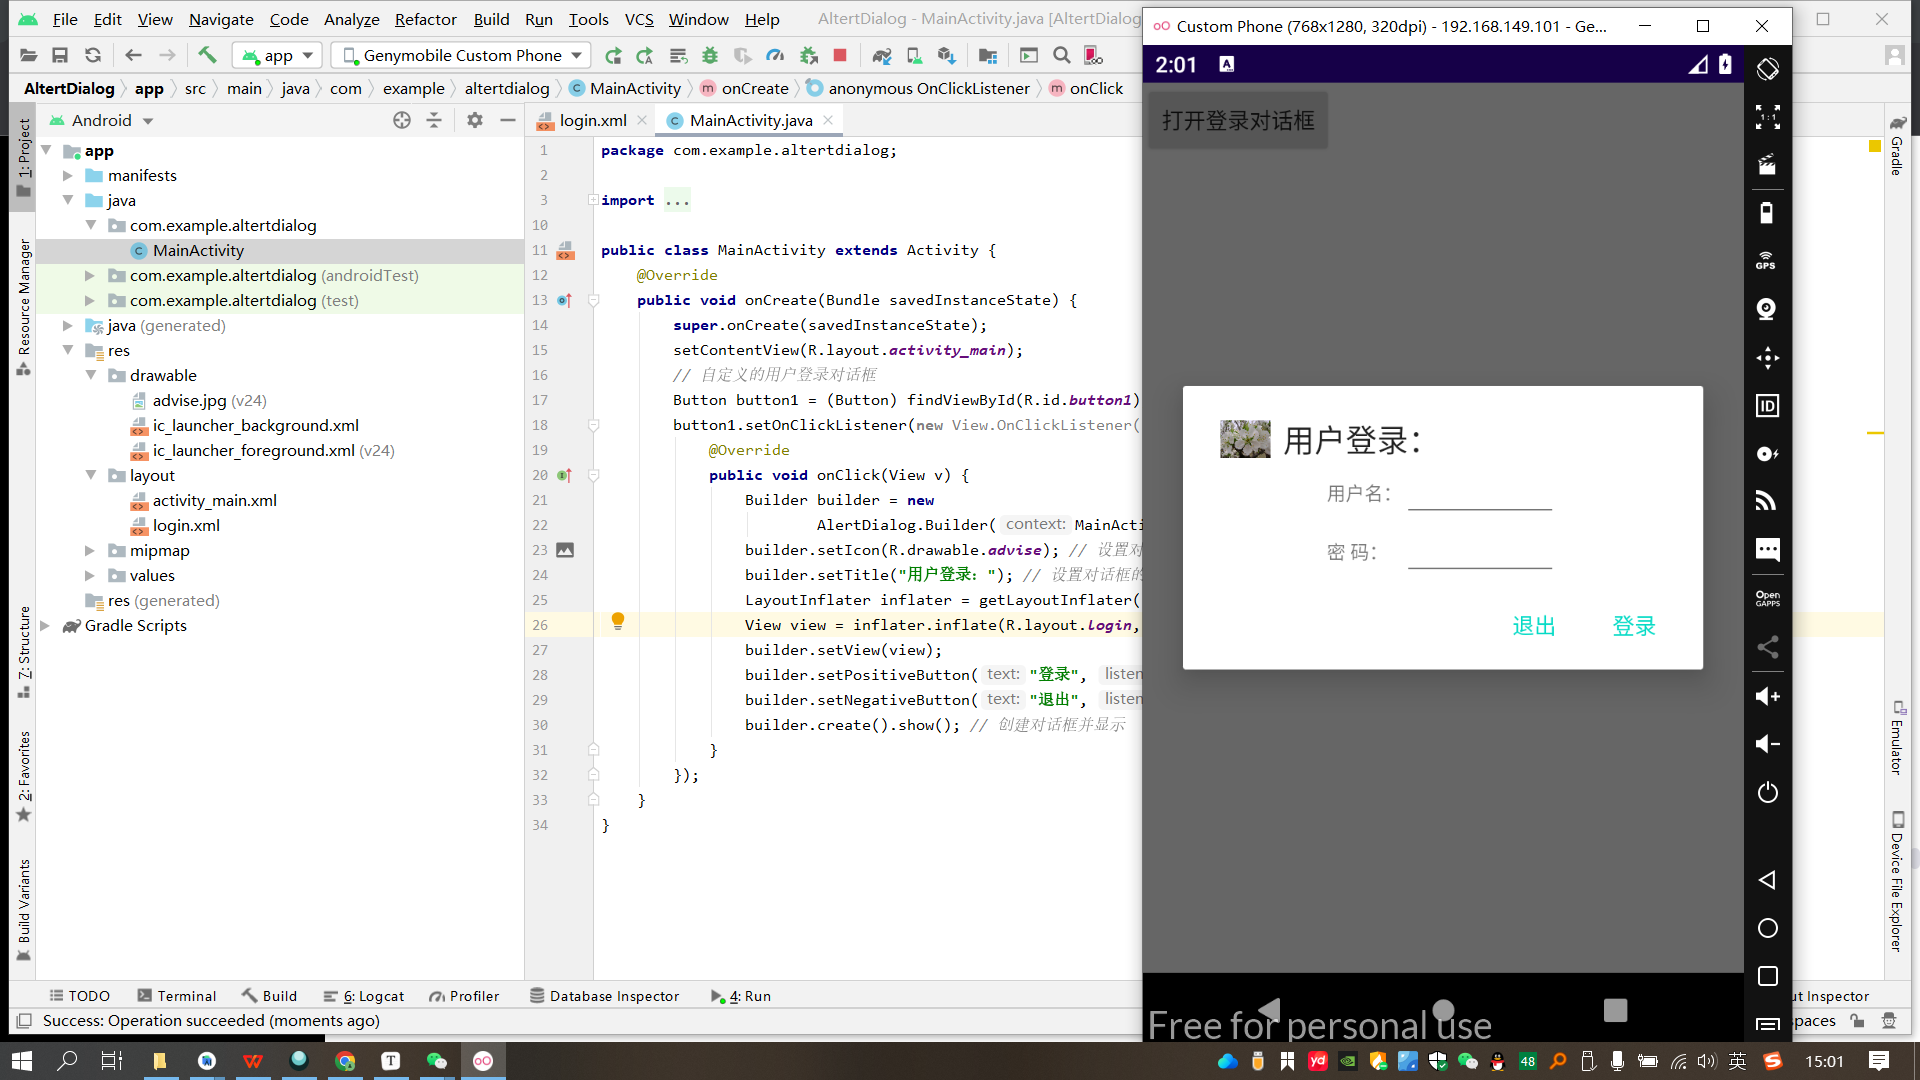 File Edit View Navigate Code Analyze Refactor Build Run Tools VCS Window Help AltertDialog - MainActivity.java [AltertDialog
Custom Phone (768x1280, 320dpi) - 192.168.149.101 - Ge...
app Genymobile Custom Phone
AltertDialog app src main java com example altertdialog MainActivity onCreate anonymous OnClickListener onClick
Android
login.xml MainActivity.java
1: Project
Resource Manager
7: Structure
2: Favorites
Build Variants
app
manifests
java
com.example.altertdialog
MainActivity
com.example.altertdialog (androidTest)
com.example.altertdialog (test)
java (generated)
res
drawable
advise.jpg (v24)
ic_launcher_background.xml
ic_launcher_foreground.xml (v24)
layout
activity_main.xml
login.xml
mipmap
values
res (generated)
Gradle Scripts
1 package com.example.altertdialog;
2
3 import ...
10
11 public class MainActivity extends Activity {
12 @Override
13 public void onCreate(Bundle savedInstanceState) {
14 super.onCreate(savedInstanceState);
15 setContentView(R.layout.activity_main);
16 // 自定义的用户登录对话框
17 Button button1 = (Button) findViewById(R.id.button1)
18 button1.setOnClickListener(new View.OnClickListener(
19 @Override
20 public void onClick(View v) {
21 Builder builder = new
22 AlertDialog.Builder( context: MainActi
23 builder.setIcon(R.drawable.advise); // 设置对
24 builder.setTitle("用户登录："); // 设置对话框的
25 LayoutInflater inflater = getLayoutInflater(
26 View view = inflater.inflate(R.layout.login,
27 builder.setView(view);
28 builder.setPositiveButton( text: "登录", listen
29 builder.setNegativeButton( text: "退出", listen
30 builder.create().show(); // 创建对话框并显示
31 }
32 });
33 }
34 }
2:01
打开登录对话框
用户登录：
用户名：
密 码：
退出 登录
Free for personal use
1:1
GPS
ID
Open GAPPS
Gradle
Emulator
Device File Explorer
TODO Terminal Build 6: Logcat Profiler Database Inspector 4: Run ut Inspector
Success: Operation succeeded (moments ago) spaces
yd 48 英 15:01